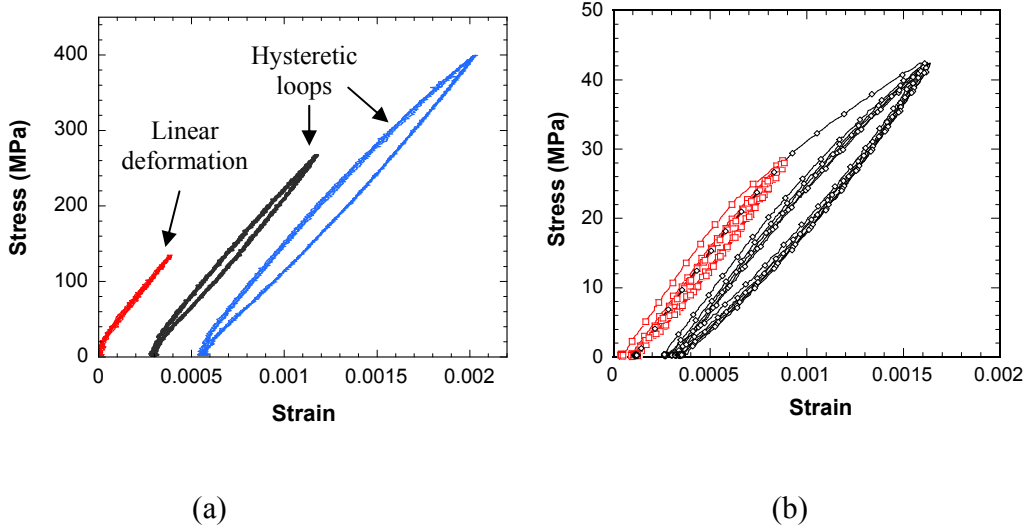 400
300
200
100
0
Stress (MPa)
Hysteretic
loops
Linear
deformation
0 0.0005 0.001 0.0015 0.002
Strain
(a)
50
40
30
20
10
0
Stress (MPa)
0 0.0005 0.001 0.0015 0.002
Strain
(b)